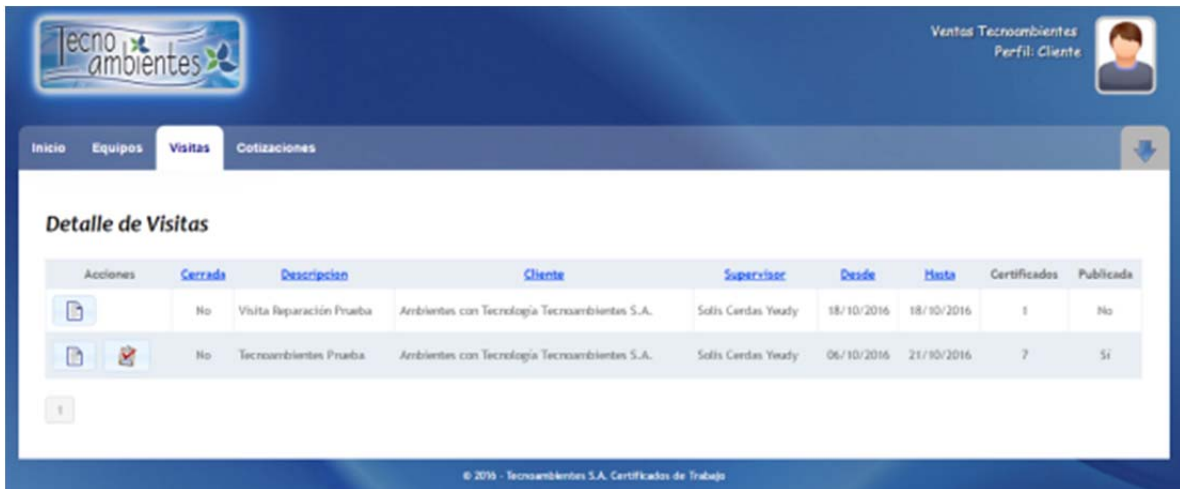 Tecno
ambientes
Ventas Tecnoambientes
Perfil: Cliente
Inicio Equipos Visitas Cotizaciones
Detalle de Visitas
Acciones Cerrada Descripcion Cliente Supervisor Desde Hasta Certificados Publicada
No Visita Reparación Prueba Ambientes con Tecnología Tecnoambientes S.A. Solís Cerdas Yeudy 18/10/2016 18/10/2016 1 No
No Tecnoambientes Prueba Ambientes con Tecnología Tecnoambientes S.A. Solís Cerdas Yeudy 06/10/2016 21/10/2016 7 Sí
1
© 2016 - Tecnoambientes S.A. Certificados de Trabajo